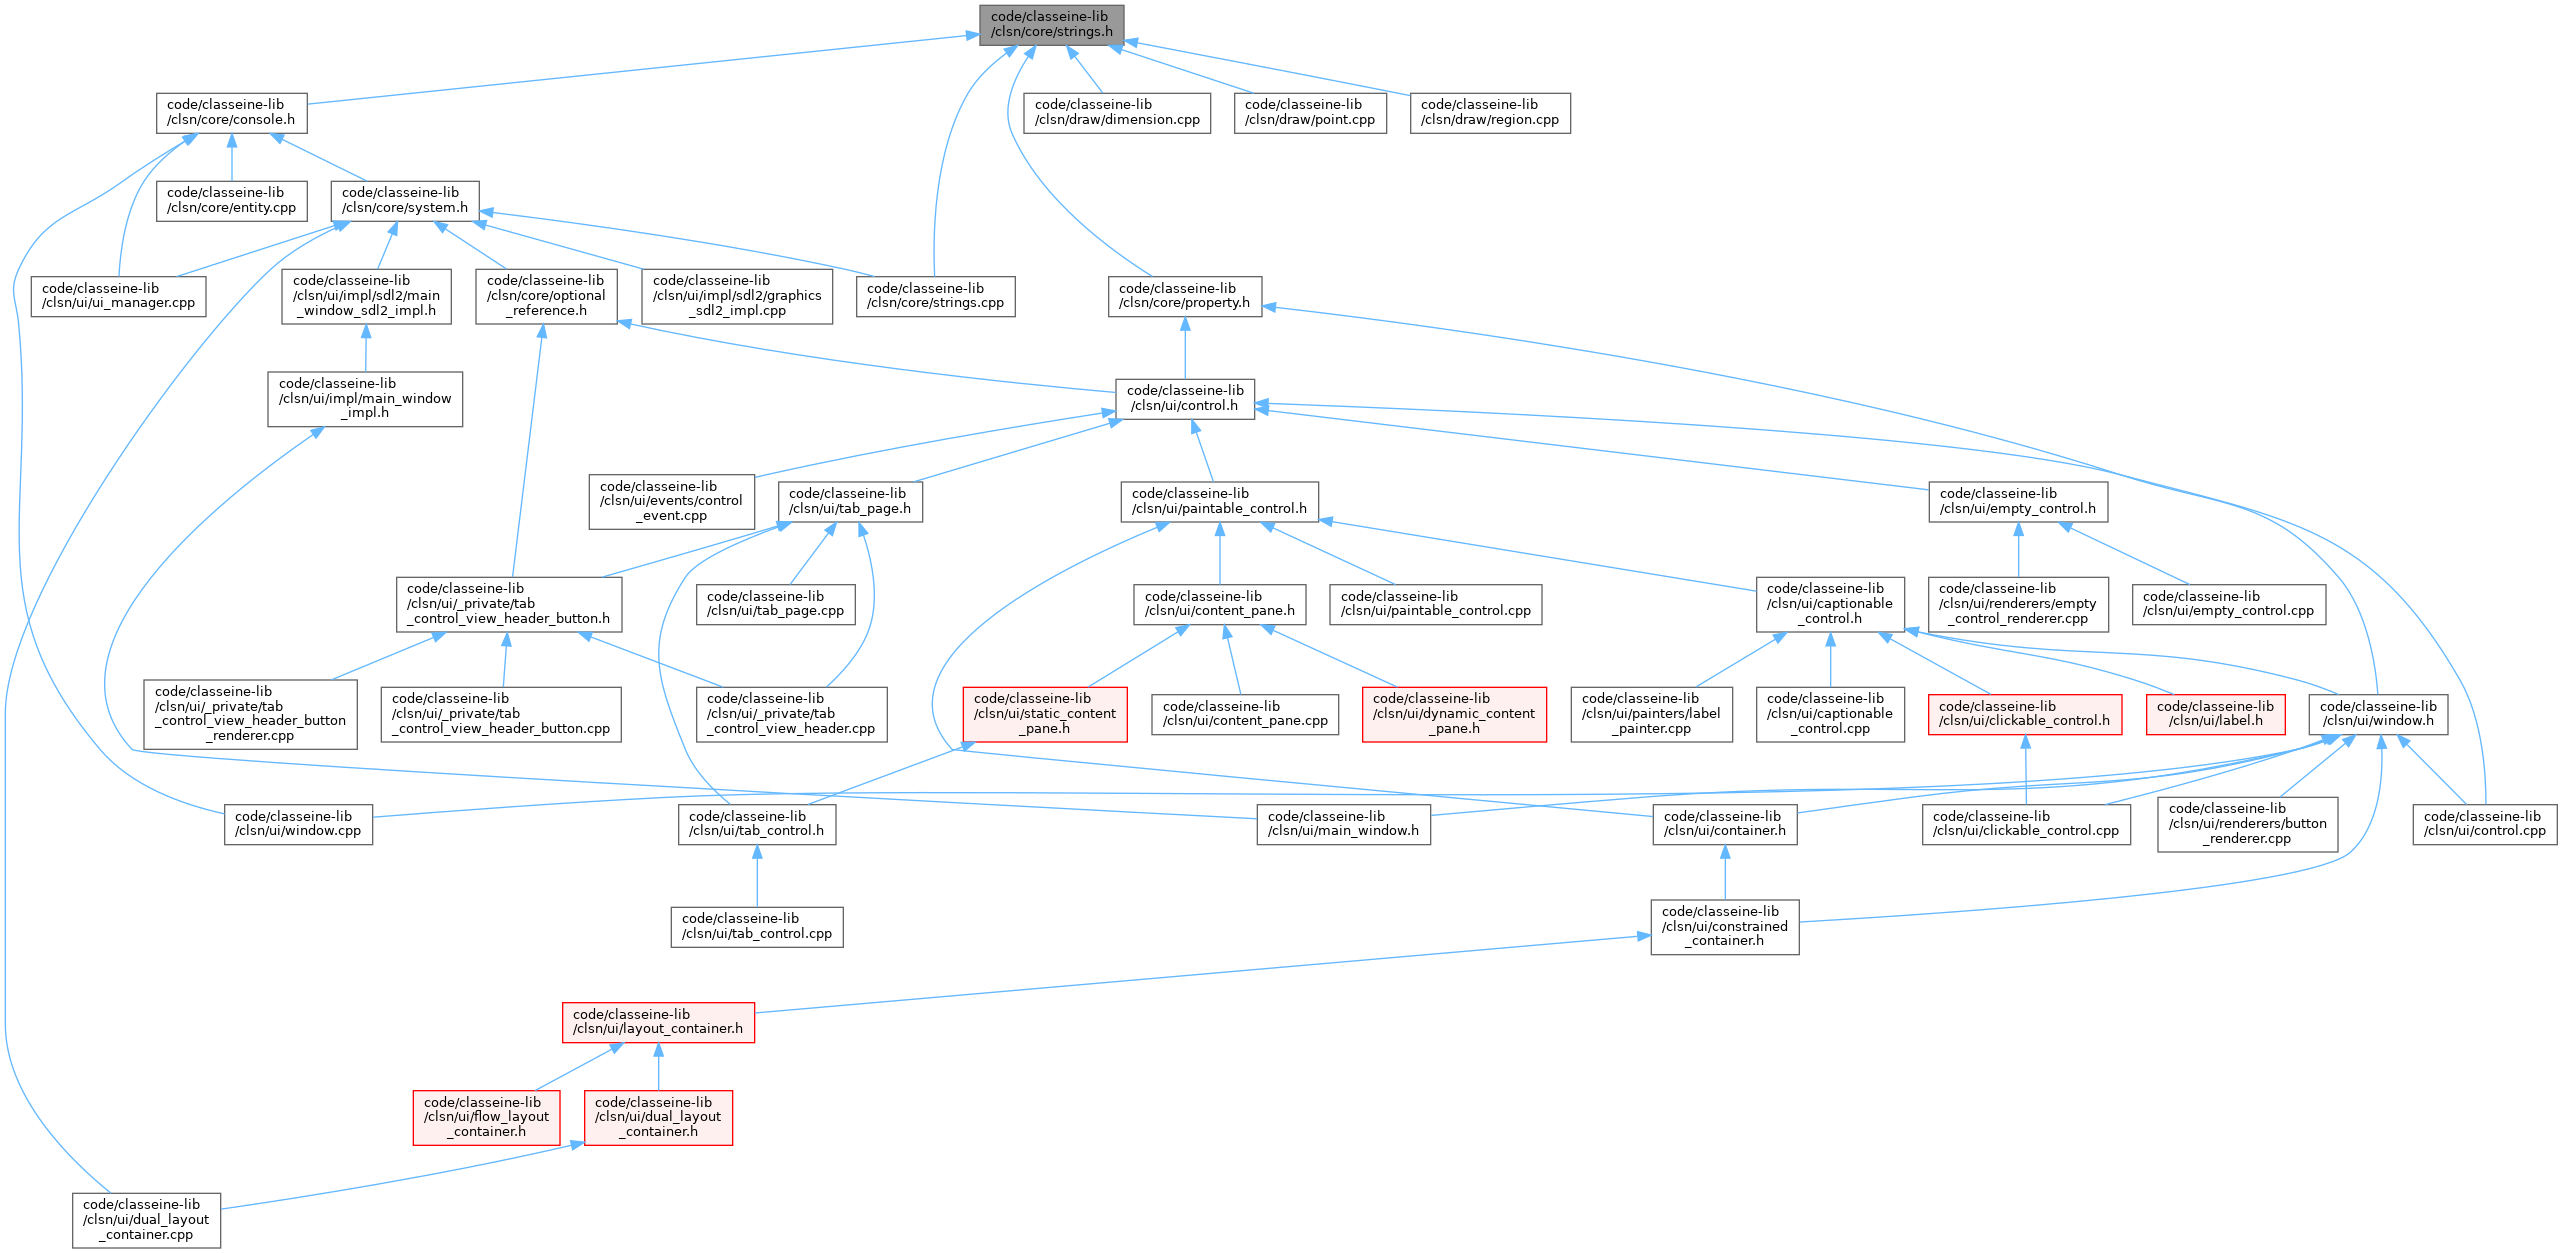 code/classeine-lib
/clsn/core/strings.h
code/classeine-lib
/clsn/core/console.h
code/classeine-lib
/clsn/draw/dimension.cpp
code/classeine-lib
/clsn/draw/point.cpp
code/classeine-lib
/clsn/draw/region.cpp
code/classeine-lib
/clsn/core/entity.cpp
code/classeine-lib
/clsn/core/system.h
code/classeine-lib
/clsn/ui/ui_manager.cpp
code/classeine-lib
/clsn/ui/impl/sdl2/main
_window_sdl2_impl.h
code/classeine-lib
/clsn/core/optional
_reference.h
code/classeine-lib
/clsn/ui/impl/sdl2/graphics
_sdl2_impl.cpp
code/classeine-lib
/clsn/core/strings.cpp
code/classeine-lib
/clsn/core/property.h
code/classeine-lib
/clsn/ui/impl/main_window
_impl.h
code/classeine-lib
/clsn/ui/control.h
code/classeine-lib
/clsn/ui/events/control
_event.cpp
code/classeine-lib
/clsn/ui/tab_page.h
code/classeine-lib
/clsn/ui/paintable_control.h
code/classeine-lib
/clsn/ui/empty_control.h
code/classeine-lib
/clsn/ui/_private/tab
_control_view_header_button.h
code/classeine-lib
/clsn/ui/tab_page.cpp
code/classeine-lib
/clsn/ui/content_pane.h
code/classeine-lib
/clsn/ui/paintable_control.cpp
code/classeine-lib
/clsn/ui/captionable
_control.h
code/classeine-lib
/clsn/ui/renderers/empty
_control_renderer.cpp
code/classeine-lib
/clsn/ui/empty_control.cpp
code/classeine-lib
/clsn/ui/_private/tab
_control_view_header_button
_renderer.cpp
code/classeine-lib
/clsn/ui/_private/tab
_control_view_header_button.cpp
code/classeine-lib
/clsn/ui/_private/tab
_control_view_header.cpp
code/classeine-lib
/clsn/ui/static_content
_pane.h
code/classeine-lib
/clsn/ui/content_pane.cpp
code/classeine-lib
/clsn/ui/dynamic_content
_pane.h
code/classeine-lib
/clsn/ui/painters/label
_painter.cpp
code/classeine-lib
/clsn/ui/captionable
_control.cpp
code/classeine-lib
/clsn/ui/clickable_control.h
code/classeine-lib
/clsn/ui/label.h
code/classeine-lib
/clsn/ui/window.h
code/classeine-lib
/clsn/ui/window.cpp
code/classeine-lib
/clsn/ui/tab_control.h
code/classeine-lib
/clsn/ui/main_window.h
code/classeine-lib
/clsn/ui/container.h
code/classeine-lib
/clsn/ui/clickable_control.cpp
code/classeine-lib
/clsn/ui/renderers/button
_renderer.cpp
code/classeine-lib
/clsn/ui/control.cpp
code/classeine-lib
/clsn/ui/tab_control.cpp
code/classeine-lib
/clsn/ui/constrained
_container.h
code/classeine-lib
/clsn/ui/layout_container.h
code/classeine-lib
/clsn/ui/flow_layout
_container.h
code/classeine-lib
/clsn/ui/dual_layout
_container.h
code/classeine-lib
/clsn/ui/dual_layout
_container.cpp